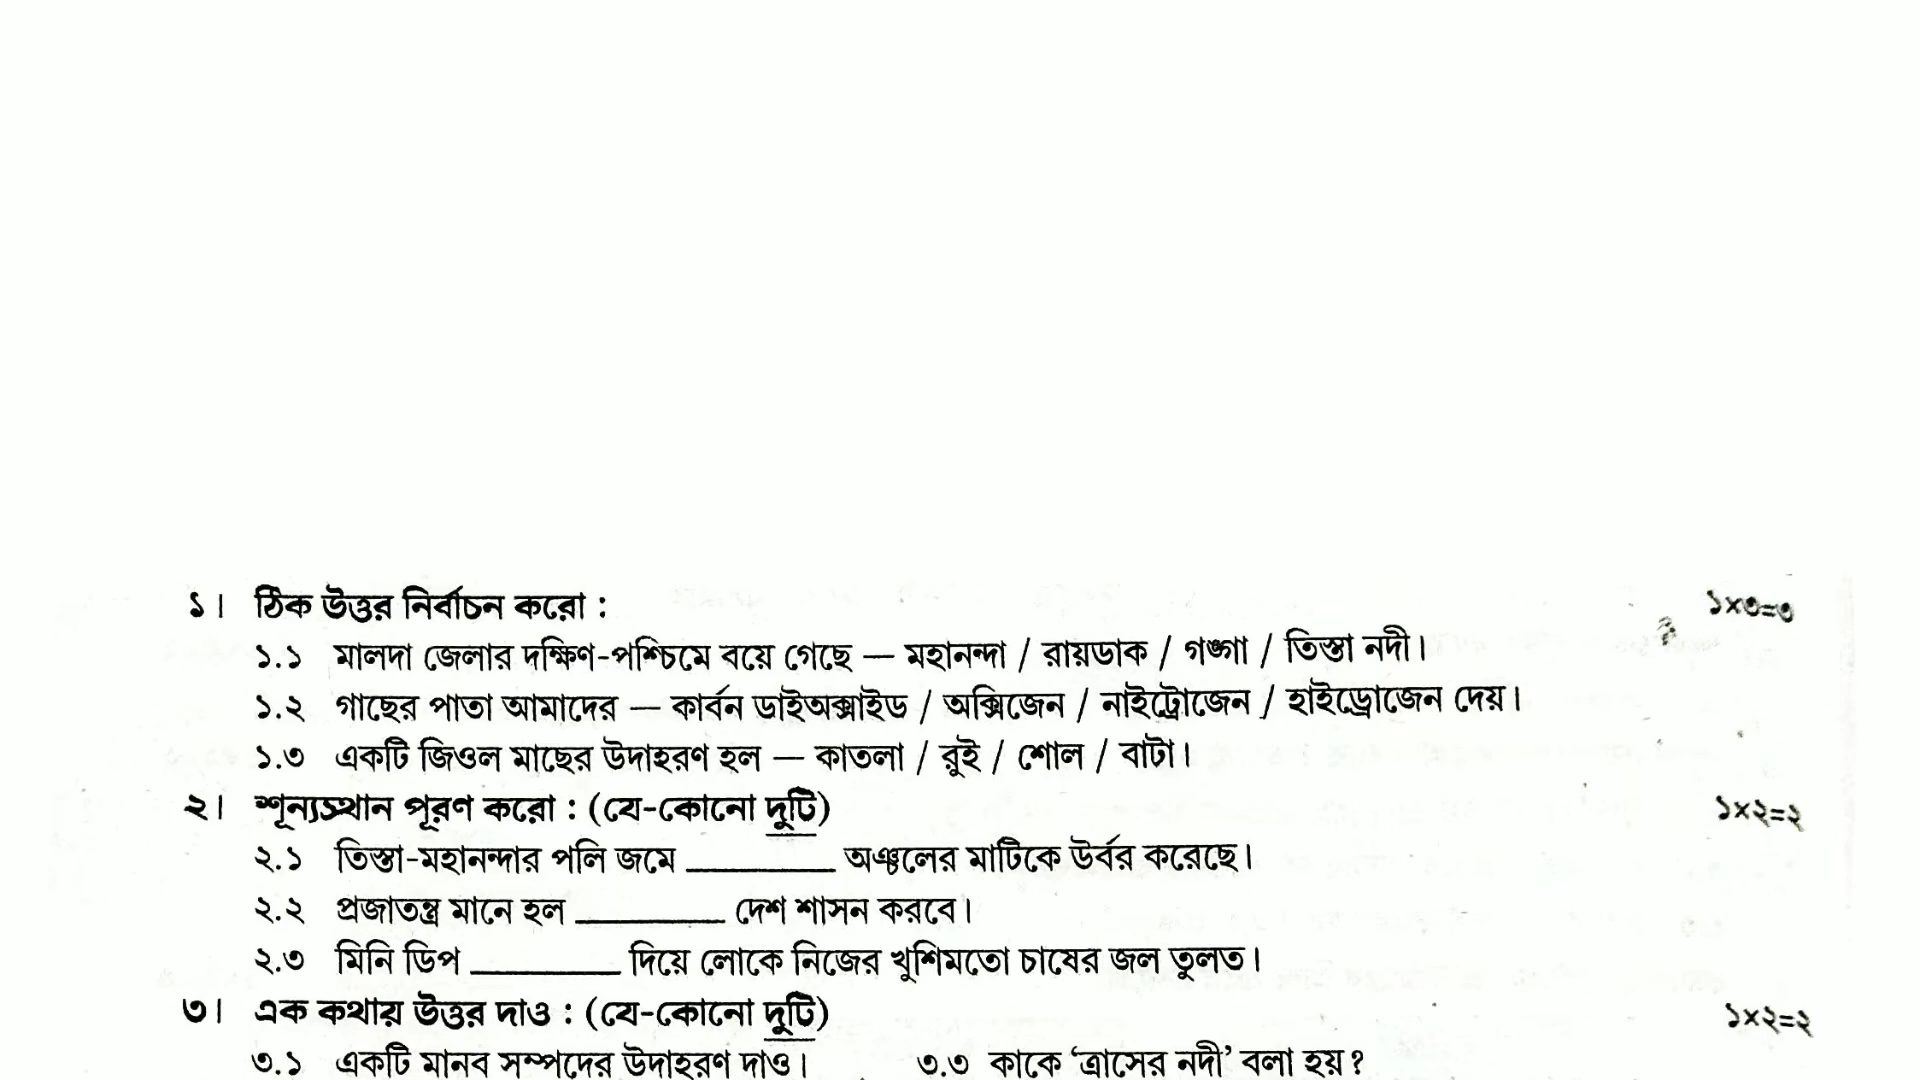 ১। ঠিক উত্তর নির্বাচন করো : ১×৩=৩
১.১ মালদা জেলার দক্ষিণ-পশ্চিমে বয়ে গেছে — মহানন্দা / রায়ডাক / গঙ্গা / তিস্তা নদী।
১.২ গাছের পাতা আমাদের — কার্বন ডাইঅক্সাইড / অক্সিজেন / নাইট্রোজেন / হাইড্রোজেন দেয়।
১.৩ একটি জিওল মাছের উদাহরণ হল — কাতলা / রুই / শোল / বাটা।
২। শূন্যস্থান পূরণ করো : (যে-কোনো দুটি) ১×২=২
২.১ তিস্তা-মহানন্দার পলি জমে ________ অঞ্চলের মাটিকে উর্বর করেছে।
২.২ প্রজাতন্ত্র মানে হল ________ দেশ শাসন করবে।
২.৩ মিনি ডিপ ________ দিয়ে লোকে নিজের খুশিমতো চাষের জল তুলত।
৩। এক কথায় উত্তর দাও : (যে-কোনো দুটি) ১×২=২
৩.১ একটি মানব সম্পদের উদাহরণ দাও। ৩.৩ কাকে ‘ত্রাসের নদী’ বলা হয়?